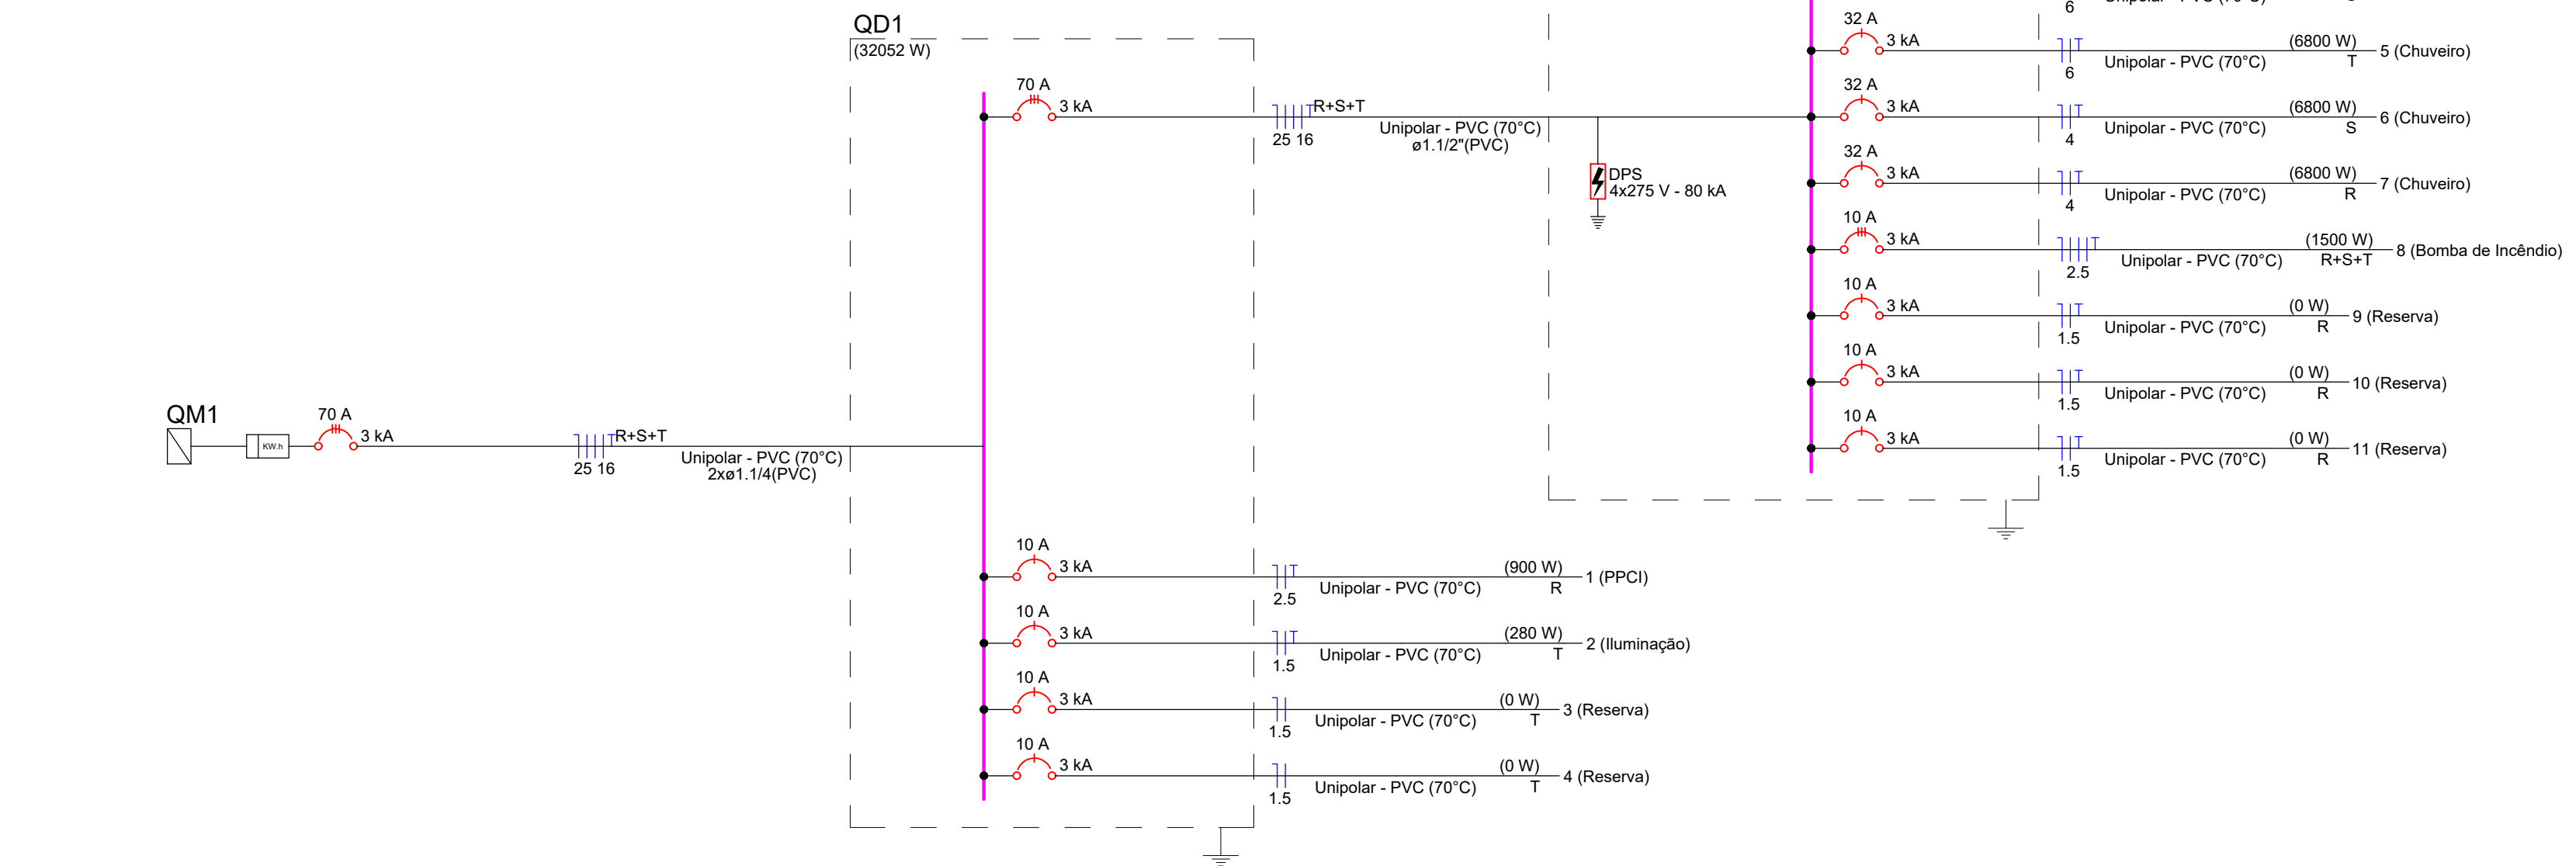 QM1
KW.h
70 A
3 kA
R+S+T
25 16
Unipolar - PVC (70°C)
2xø1.1/4(PVC)
QD1
(32052 W)
70 A
3 kA
R+S+T
25 16
Unipolar - PVC (70°C)
ø1.1/2"(PVC)
10 A
3 kA
2.5
Unipolar - PVC (70°C)
(900 W)
R
1 (PPCI)
10 A
3 kA
1.5
Unipolar - PVC (70°C)
(280 W)
T
2 (Iluminação)
10 A
3 kA
1.5
Unipolar - PVC (70°C)
(0 W)
T
3 (Reserva)
10 A
3 kA
1.5
Unipolar - PVC (70°C)
(0 W)
T
4 (Reserva)
DPS
4x275 V - 80 kA
6
32 A
3 kA
6
Unipolar - PVC (70°C)
(6800 W)
T
5 (Chuveiro)
32 A
3 kA
4
Unipolar - PVC (70°C)
(6800 W)
S
6 (Chuveiro)
32 A
3 kA
4
Unipolar - PVC (70°C)
(6800 W)
R
7 (Chuveiro)
10 A
3 kA
2.5
Unipolar - PVC (70°C)
(1500 W)
R+S+T
8 (Bomba de Incêndio)
10 A
3 kA
1.5
Unipolar - PVC (70°C)
(0 W)
R
9 (Reserva)
10 A
3 kA
1.5
Unipolar - PVC (70°C)
(0 W)
R
10 (Reserva)
10 A
3 kA
1.5
Unipolar - PVC (70°C)
(0 W)
R
11 (Reserva)